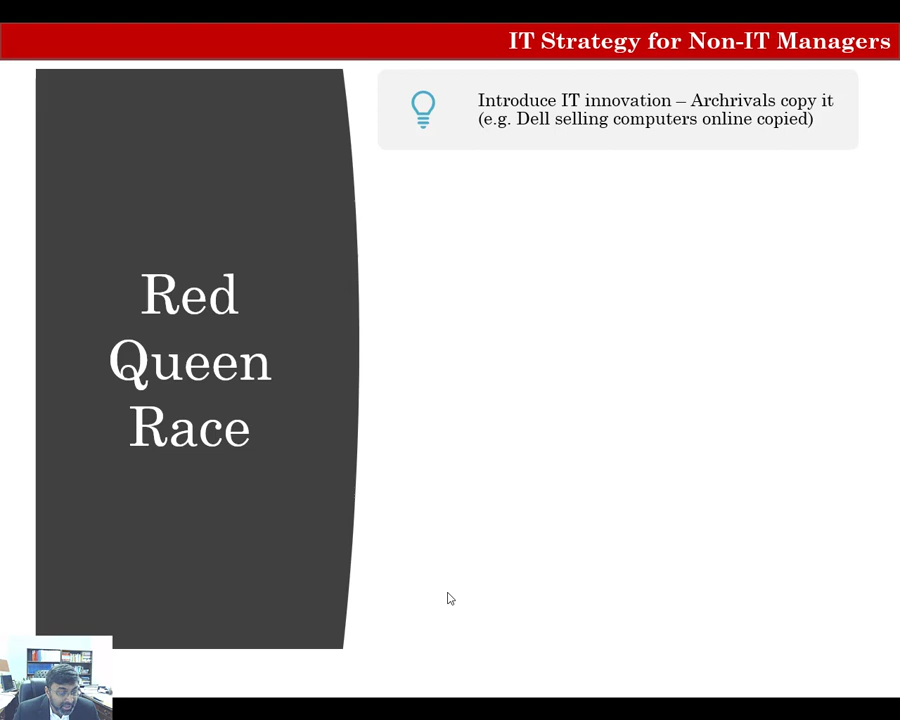 IT Strategy for Non-IT Managers
Introduce IT innovation – Archrivals copy it
(e.g. Dell selling computers online copied)
Red
Queen
Race